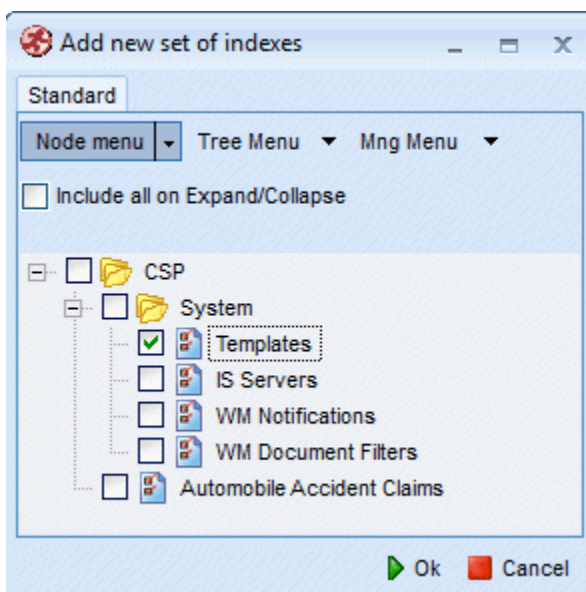 Add new set of indexes
Standard
Node menu Tree Menu Mng Menu
Include all on Expand/Collapse
CSP
System
Templates
IS Servers
WM Notifications
WM Document Filters
Automobile Accident Claims
Ok Cancel